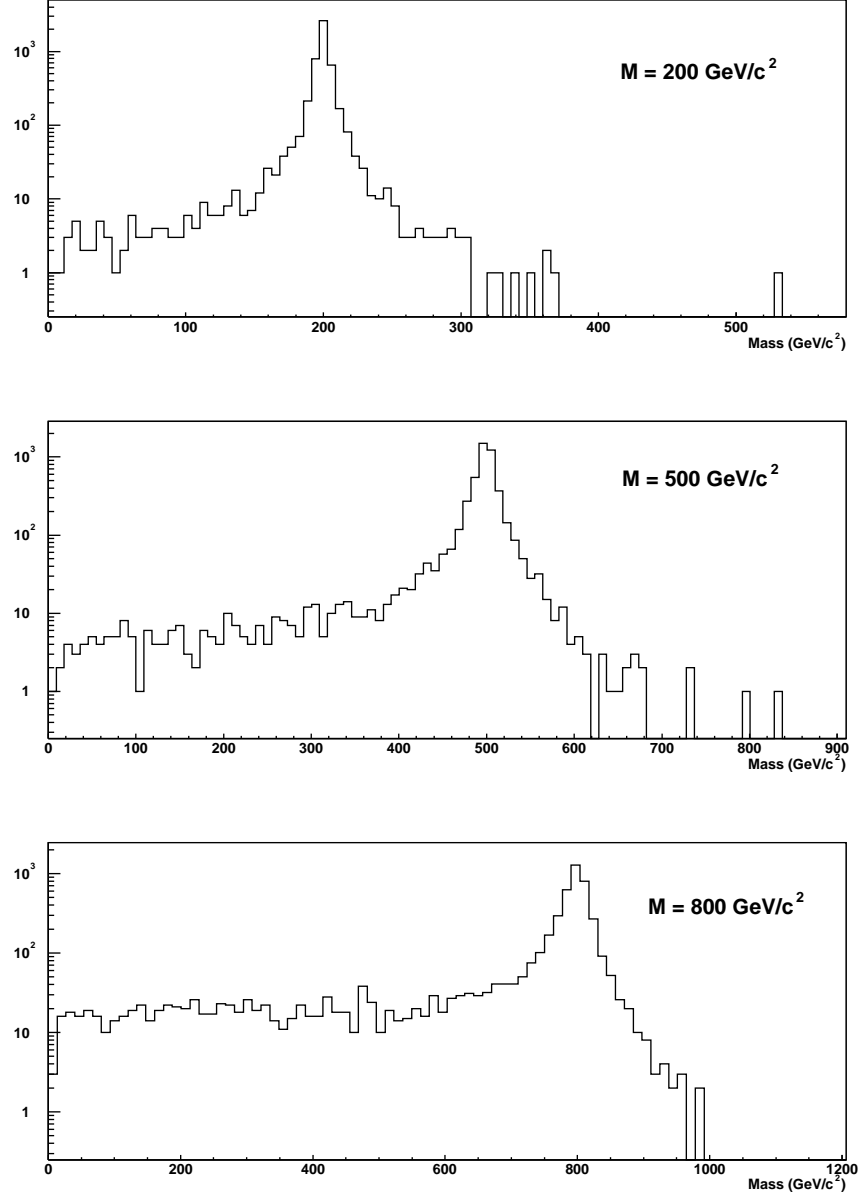 10³
M = 200 GeV/c²
10²
10
1
0 100 200 300 400 500
Mass (GeV/c²)
10³
M = 500 GeV/c²
10²
10
1
0 100 200 300 400 500 600 700 800 900
Mass (GeV/c²)
10³
M = 800 GeV/c²
10²
10
1
0 200 400 600 800 1000 1200
Mass (GeV/c²)